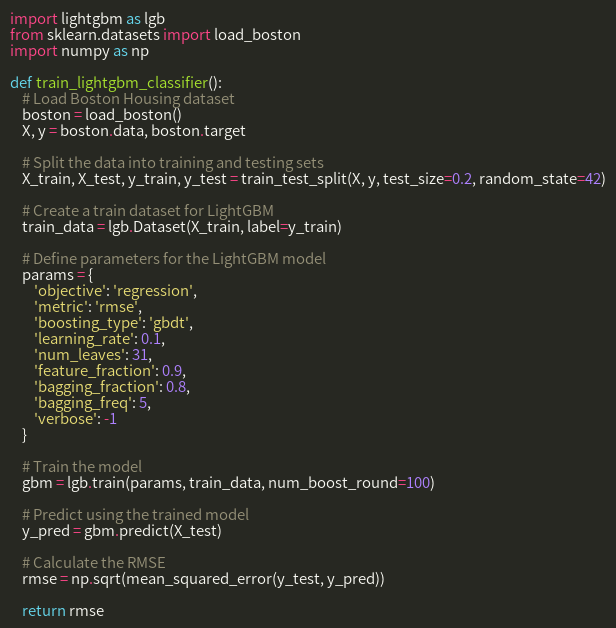 import lightgbm as lgb
from sklearn.datasets import load_boston
import numpy as np

def train_lightgbm_classifier():
    # Load Boston Housing dataset
    boston = load_boston()
    X, y = boston.data, boston.target

    # Split the data into training and testing sets
    X_train, X_test, y_train, y_test = train_test_split(X, y, test_size=0.2, random_state=42)

    # Create a train dataset for LightGBM
    train_data = lgb.Dataset(X_train, label=y_train)

    # Define parameters for the LightGBM model
    params = {
        'objective': 'regression',
        'metric': 'rmse',
        'boosting_type': 'gbdt',
        'learning_rate': 0.1,
        'num_leaves': 31,
        'feature_fraction': 0.9,
        'bagging_fraction': 0.8,
        'bagging_freq': 5,
        'verbose': -1
    }

    # Train the model
    gbm = lgb.train(params, train_data, num_boost_round=100)

    # Predict using the trained model
    y_pred = gbm.predict(X_test)

    # Calculate the RMSE
    rmse = np.sqrt(mean_squared_error(y_test, y_pred))

    return rmse